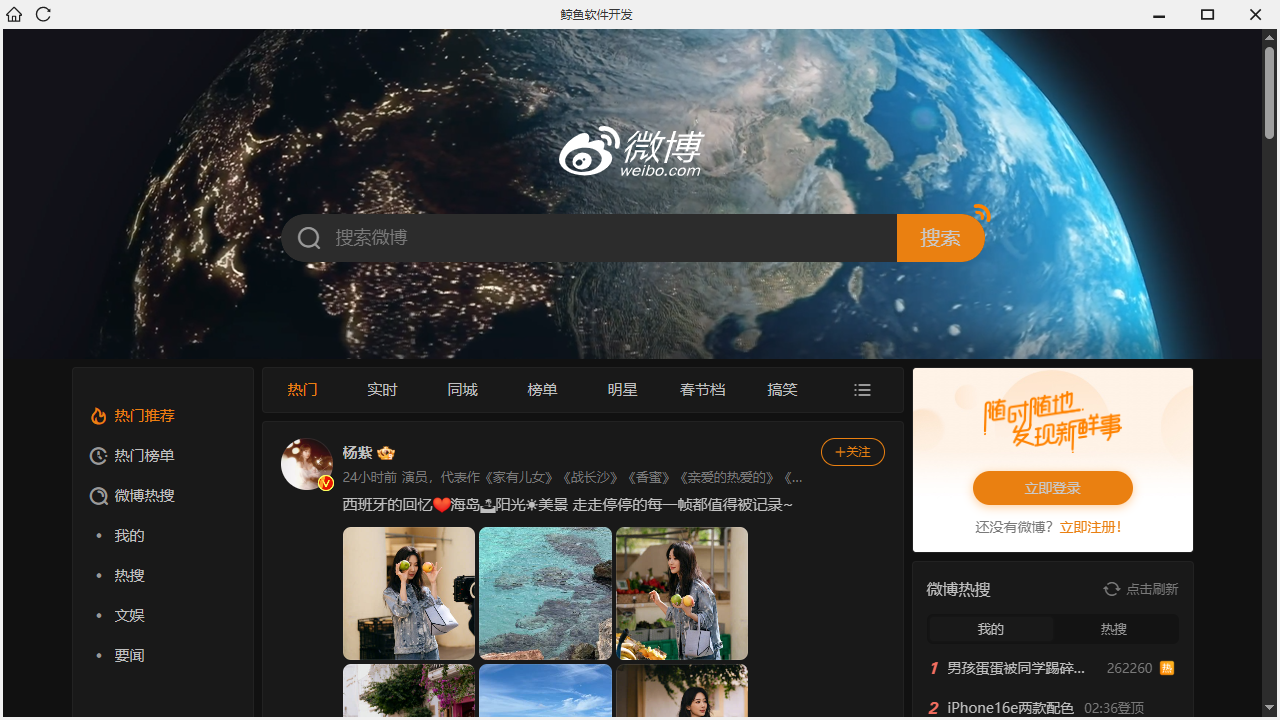 鲸鱼软件开发
微博
weibo.com
搜索微博
搜索
热门推荐
热门榜单
微博热搜
我的
热搜
文娱
要闻
热门 实时 同城 榜单 明星 春节档 搞笑
杨紫
+关注
24小时前 演员，代表作《家有儿女》《战长沙》《香蜜》《亲爱的热爱的》《...
西班牙的回忆❤️海岛🏝阳光☀美景 走走停停的每一帧都值得被记录~
随时随地
发现新鲜事
立即登录
还没有微博？立即注册！
微博热搜 点击刷新
我的 热搜
1 男孩蛋蛋被同学踢碎... 262260 热
2 iPhone16e两款配色 02:36登顶